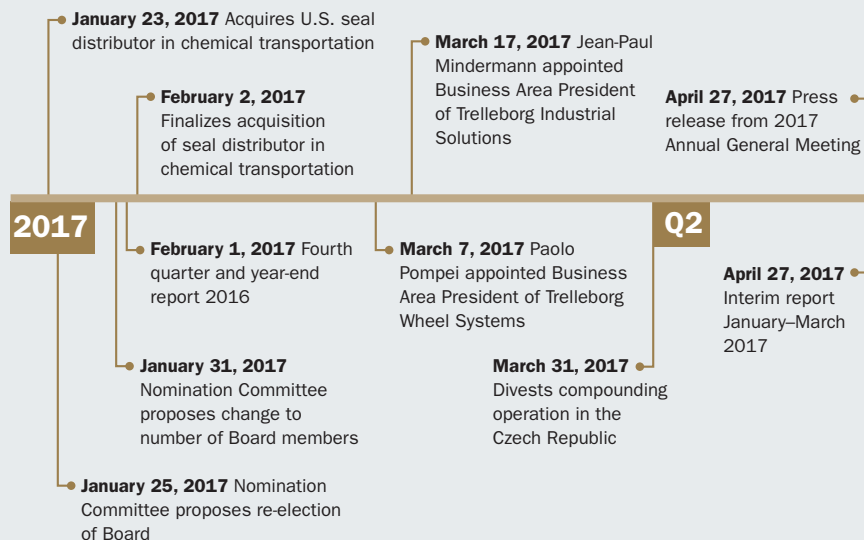 January 23, 2017 Acquires U.S. seal
distributor in chemical transportation
February 2, 2017
Finalizes acquisition
of seal distributor in
chemical transportation
March 17, 2017 Jean-Paul
Mindermann appointed
Business Area President
of Trelleborg Industrial
Solutions
April 27, 2017 Press
release from 2017
Annual General Meeting
2017
Q2
February 1, 2017 Fourth
quarter and year-end
report 2016
March 7, 2017 Paolo
Pompei appointed Business
Area President of Trelleborg
Wheel Systems
April 27, 2017
Interim report
January–March
2017
January 31, 2017
Nomination Committee
proposes change to
number of Board members
March 31, 2017
Divests compounding
operation in the
Czech Republic
January 25, 2017 Nomination
Committee proposes re-election
of Board